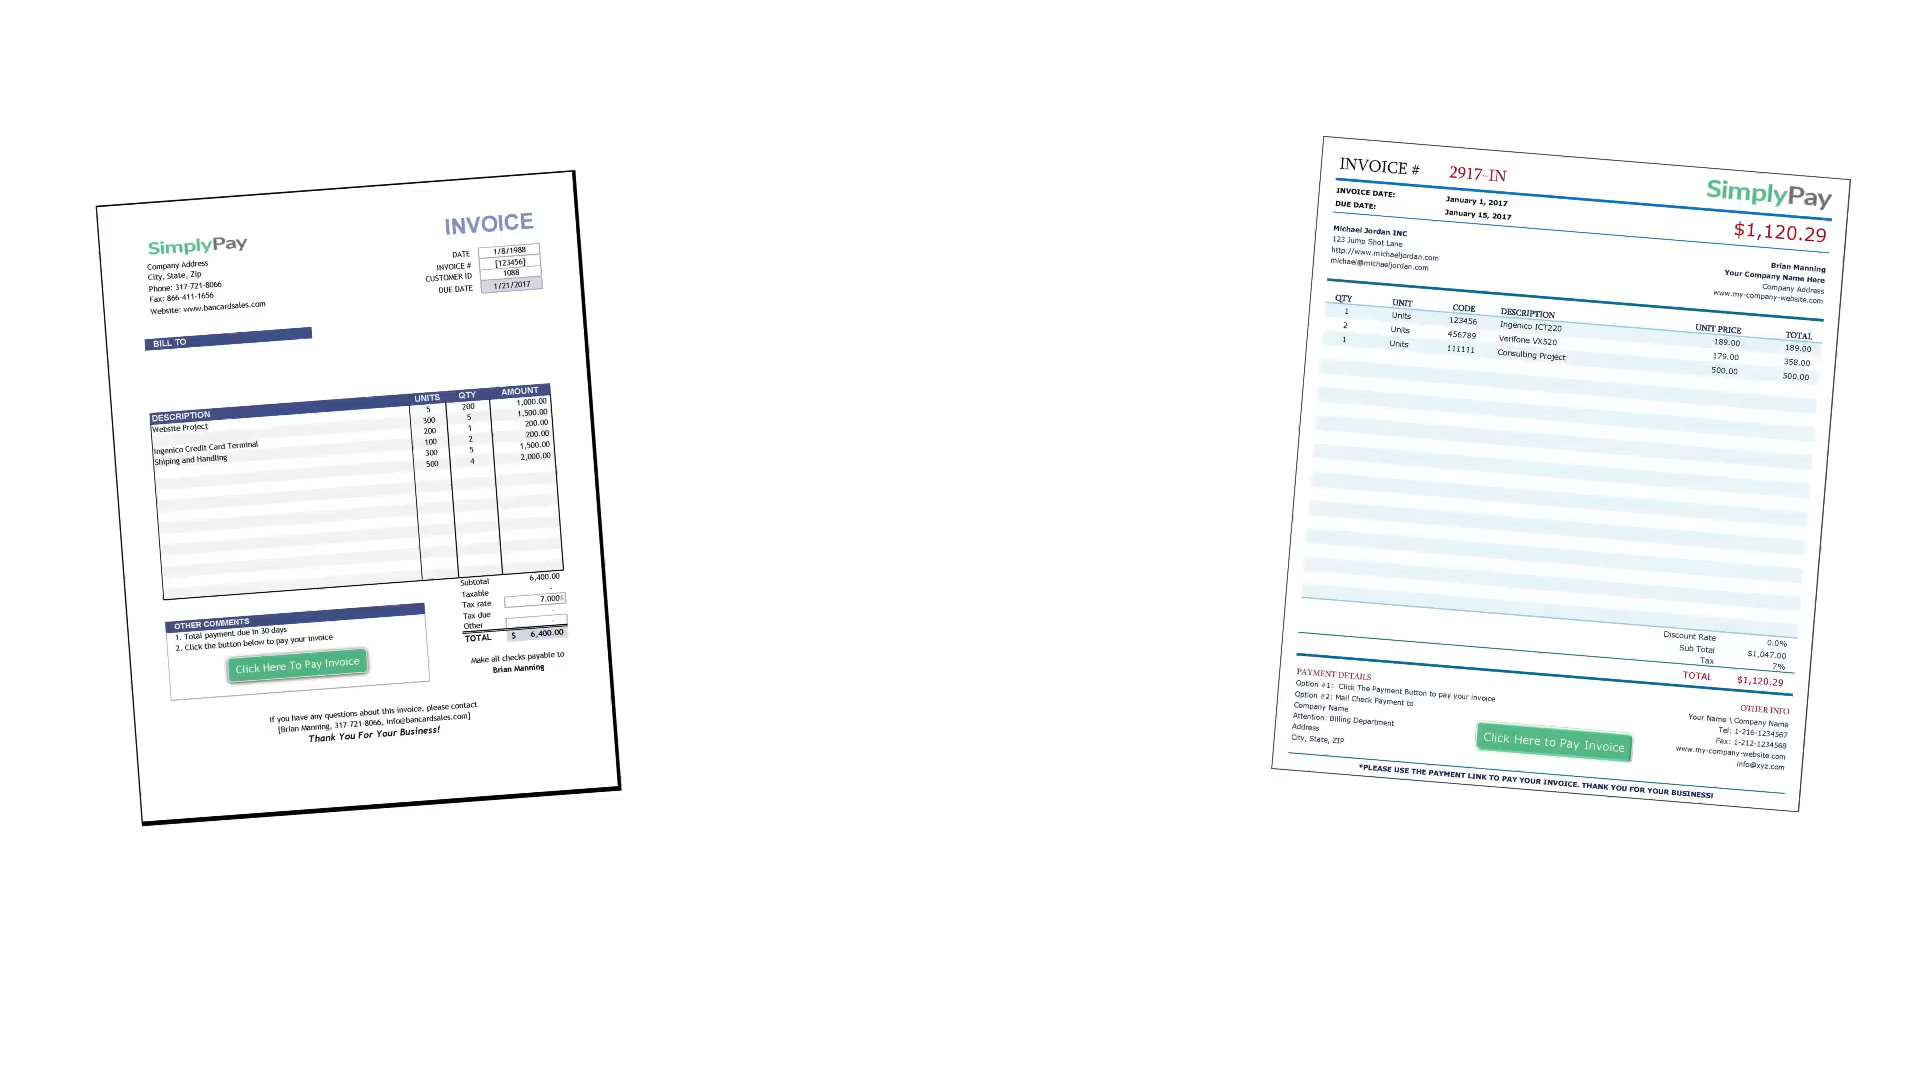 SimplyPay
Company Address
City, State, Zip
Phone: 317-721-8066
Fax: 866-411-1656
Website: www.bancardsales.com
INVOICE
DATE 1/8/1988
INVOICE # [123456]
CUSTOMER ID 1088
DUE DATE 1/21/2017
BILL TO
DESCRIPTION UNITS QTY AMOUNT
Website Project 5 200 1,000.00
300 5 1,500.00
Ingenico Credit Card Terminal 200 1 200.00
Shiping and Handling 100 2 200.00
300 5 1,500.00
500 4 2,000.00
Subtotal 6,400.00
Taxable -
Tax rate 7.000%
Tax due -
Other -
TOTAL $ 6,400.00
OTHER COMMENTS
1. Total payment due in 30 days
2. Click the button below to pay your invoice
Click Here To Pay Invoice
Make all checks payable to
Brian Manning
If you have any questions about this invoice, please contact
[Brian Manning, 317-721-8066, info@bancardsales.com]
Thank You For Your Business!
INVOICE # 2917-IN
SimplyPay
INVOICE DATE: January 1, 2017
DUE DATE: January 15, 2017
$1,120.29
Michael Jordan INC
123 Jump Shot Lane
http://www.michaeljordan.com
michael@michaeljordan.com
Brian Manning
Your Company Name Here
Company Address
www.my-company-website.com
QTY UNIT CODE DESCRIPTION UNIT PRICE TOTAL
1 Units 123456 Ingenico ICT220 189.00 189.00
2 Units 456789 Verifone VX520 179.00 358.00
1 Units 111111 Consulting Project 500.00 500.00
Discount Rate 0.0%
Sub Total $1,047.00
Tax 7%
TOTAL $1,120.29
PAYMENT DETAILS
Option #1: Click The Payment Button to pay your invoice
Option #2: Mail Check Payment to
Company Name
Attention: Billing Department
Address
City, State, ZIP
Click Here to Pay Invoice
OTHER INFO
Your Name \ Company Name
Tel: 1-216-1234567
Fax: 1-212-1234568
www.my-company-website.com
info@xyz.com
*PLEASE USE THE PAYMENT LINK TO PAY YOUR INVOICE. THANK YOU FOR YOUR BUSINESS!